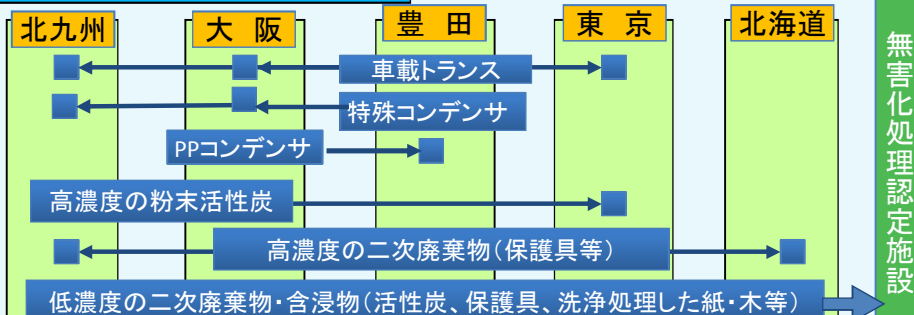 北九州
大 阪
豊 田
東 京
北海道
車載トランス
特殊コンデンサ
PPコンデンサ
高濃度の粉末活性炭
高濃度の二次廃棄物(保護具等)
低濃度の二次廃棄物・含浸物(活性炭、保護具、洗浄処理した紙・木等)
無害化処理認定施設